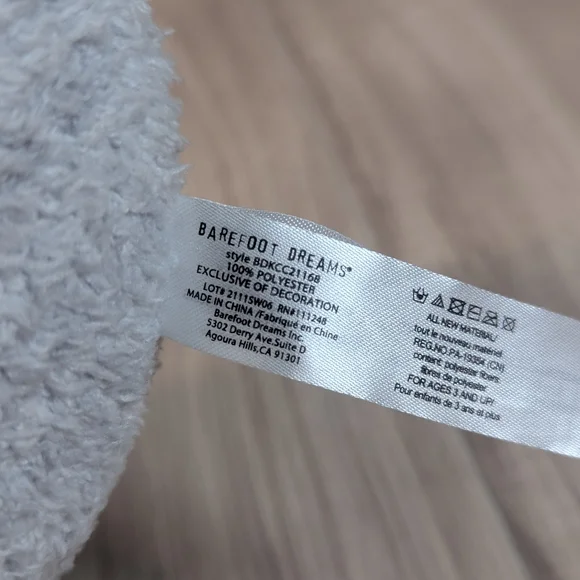 BAREFOOT DREAMS®
style BDKCC21168
100% POLYESTER
EXCLUSIVE OF DECORATION
LOT# 2111SW06 RN#111248
MADE IN CHINA /Fabriqué en Chine
Barefoot Dreams Inc.
5302 Derry Ave.Suite D
Agoura Hills,CA 91301
ALL NEW MATERIAL/
tout le nouveau matériel
REG.NO.PA-19364 (CN)
contains polyester fibers
fibres de polyester
FOR AGES 3 AND UP!
Pour enfants de 3 ans et plus